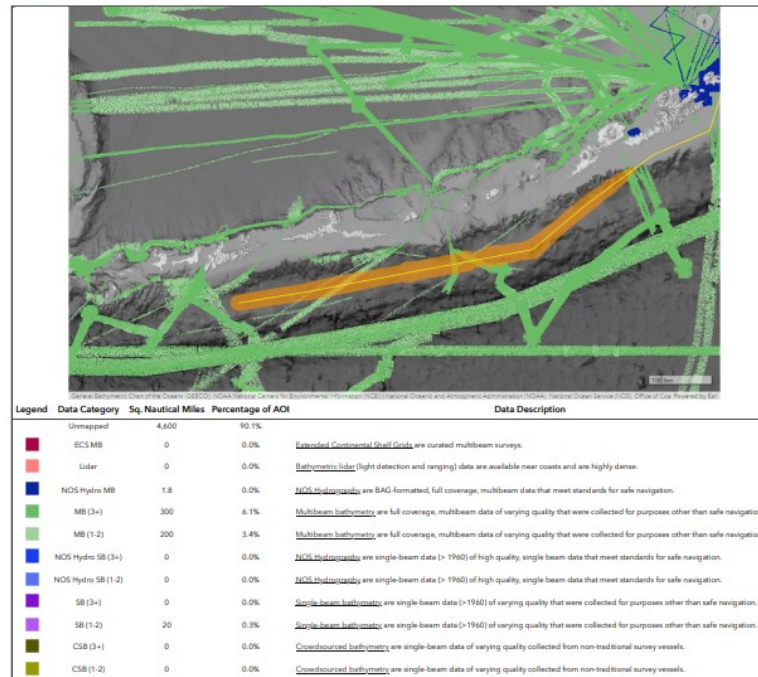 100 km
General Bathymetric Chart of the Oceans (GEBCO); NOAA National Centers for Environmental Information (NCEI) | National Oceanic and Atmospheric Administration (NOAA), National Ocean Service (NOS), Office of Coa Powered by Esri
Legend Data Category Sq. Nautical Miles Percentage of AOI Data Description
Unmapped 4,600 90.1%
ECS MB 0 0.0% Extended Continental Shelf Grids are curated multibeam surveys.
Lidar 0 0.0% Bathymetric lidar (light detection and ranging) data are available near coasts and are highly dense.
NOS Hydro MB 1.8 0.0% NOS Hydrography are BAG-formatted, full coverage, multibeam data that meet standards for safe navigation.
MB (3+) 300 6.1% Multibeam bathymetry are full coverage, multibeam data of varying quality that were collected for purposes other than safe navigatio
MB (1-2) 200 3.4% Multibeam bathymetry are full coverage, multibeam data of varying quality that were collected for purposes other than safe navigatio
NOS Hydro SB (3+) 0 0.0% NOS Hydrography are single-beam data (> 1960) of high quality, single beam data that meet standards for safe navigation.
NOS Hydro SB (1-2) 0 0.0% NOS Hydrography are single-beam data (> 1960) of high quality, single beam data that meet standards for safe navigation.
SB (3+) 0 0.0% Single-beam bathymetry are single-beam data (>1960) of varying quality that were collected for purposes other than safe navigation.
SB (1-2) 20 0.3% Single-beam bathymetry are single-beam data (>1960) of varying quality that were collected for purposes other than safe navigation.
CSB (3+) 0 0.0% Crowdsourced bathymetry are single-beam data of varying quality collected from non-traditional survey vessels.
CSB (1-2) 0 0.0% Crowdsourced bathymetry are single-beam data of varying quality collected from non-traditional survey vessels.